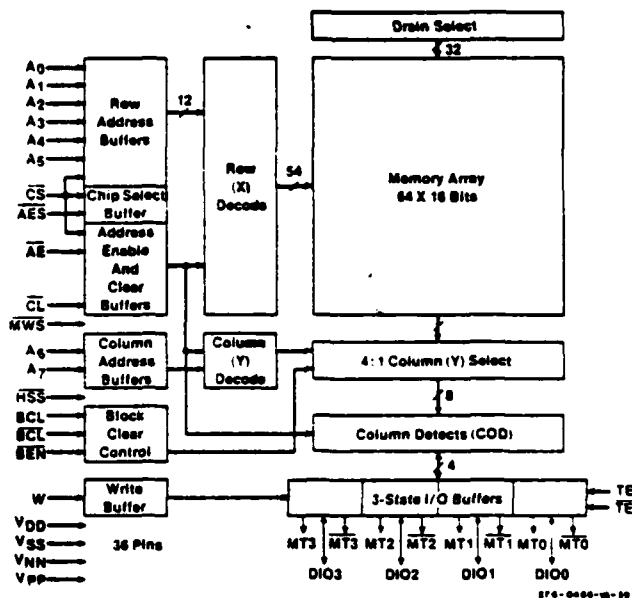 Drain Select
32
A0
A1
A2
A3
A4
A5
Row
Address
Buffers
12
Row
(X)
Decode
54
Memory Array
64 X 16 Bits
CS
AES
Chip Select
Buffer
AE
CL
Address
Enable
And
Clear
Buffers
MWS
A6
A7
Column
Address
Buffers
Column
(Y)
Decode
4:1 Column (Y) Select
HSS
8
BCL
BCL
BEN
Block
Clear
Control
Column Detects (COD)
4
W
Write
Buffer
3-State I/O Buffers
TE
TE
VDD
VSS
VNN
VPP
36 Pins
MT3 MT3 MT2 MT2 MT1 MT1 MT0 MT0
DIO3 DIO2 DIO1 DIO0